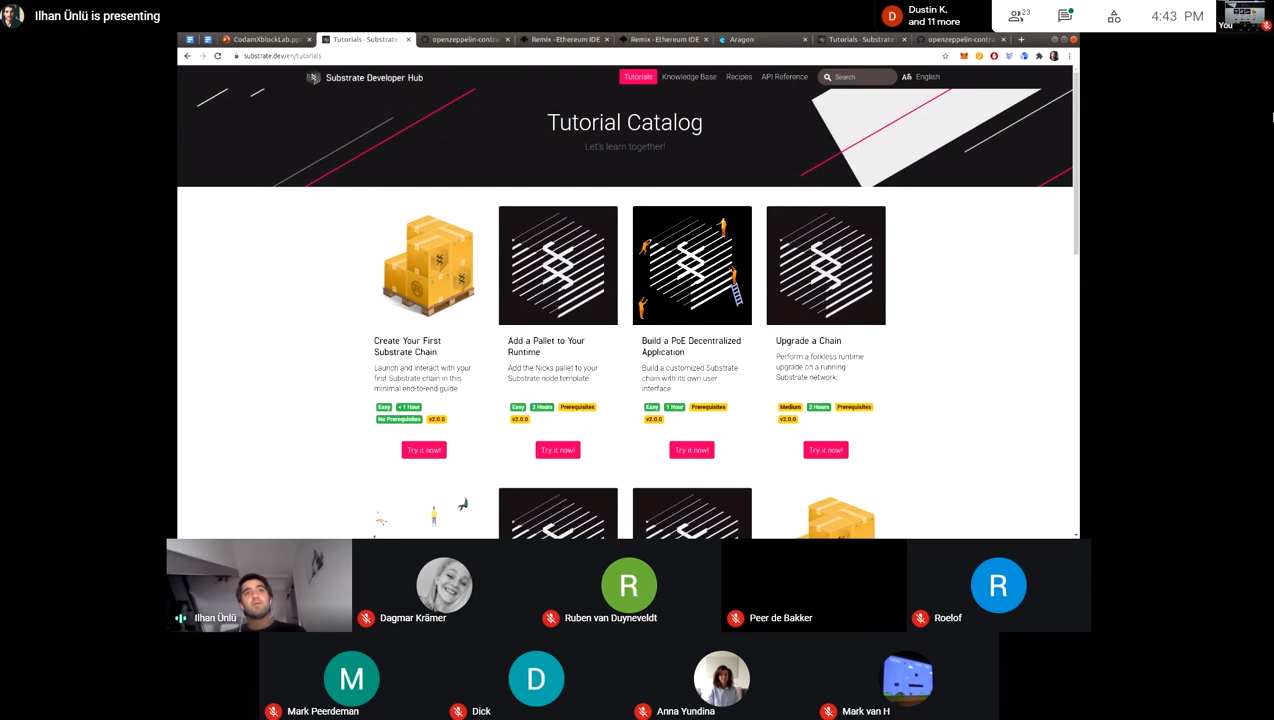 Ilhan Ünlü is presenting
D
Dustin K.
and 11 more
23
4:43 PM
You
CodamXblockLab.pp
Tutorials · Substrate
openzeppelin-contra
Remix - Ethereum IDE
Remix - Ethereum IDE
Aragon
Tutorials · Substrate
openzeppelin-contra
substrate.dev/en/tutorials
Substrate Developer Hub
Tutorials
Knowledge Base
Recipes
API Reference
Search
English
Tutorial Catalog
Let's learn together!
Create Your First
Substrate Chain
Launch and interact with your
first Substrate chain in this
minimal end-to-end guide.
Easy
< 1 Hour
No Prerequisites
v2.0.0
Try it now!
Add a Pallet to Your
Runtime
Add the Nicks pallet to your
Substrate node template.
Easy
2 Hours
Prerequisites
v2.0.0
Try it now!
Build a PoE Decentralized
Application
Build a customized Substrate
chain with its own user
interface
Easy
1 Hour
Prerequisites
v2.0.0
Try it now!
Upgrade a Chain
Perform a forkless runtime
upgrade on a running
Substrate network.
Medium
2 Hours
Prerequisites
v2.0.0
Try it now!
Ilhan Ünlü
Dagmar Krämer
R
Ruben van Duyneveldt
Peer de Bakker
R
Roelof
M
Mark Peerdeman
D
Dick
Anna Yundina
Mark van H